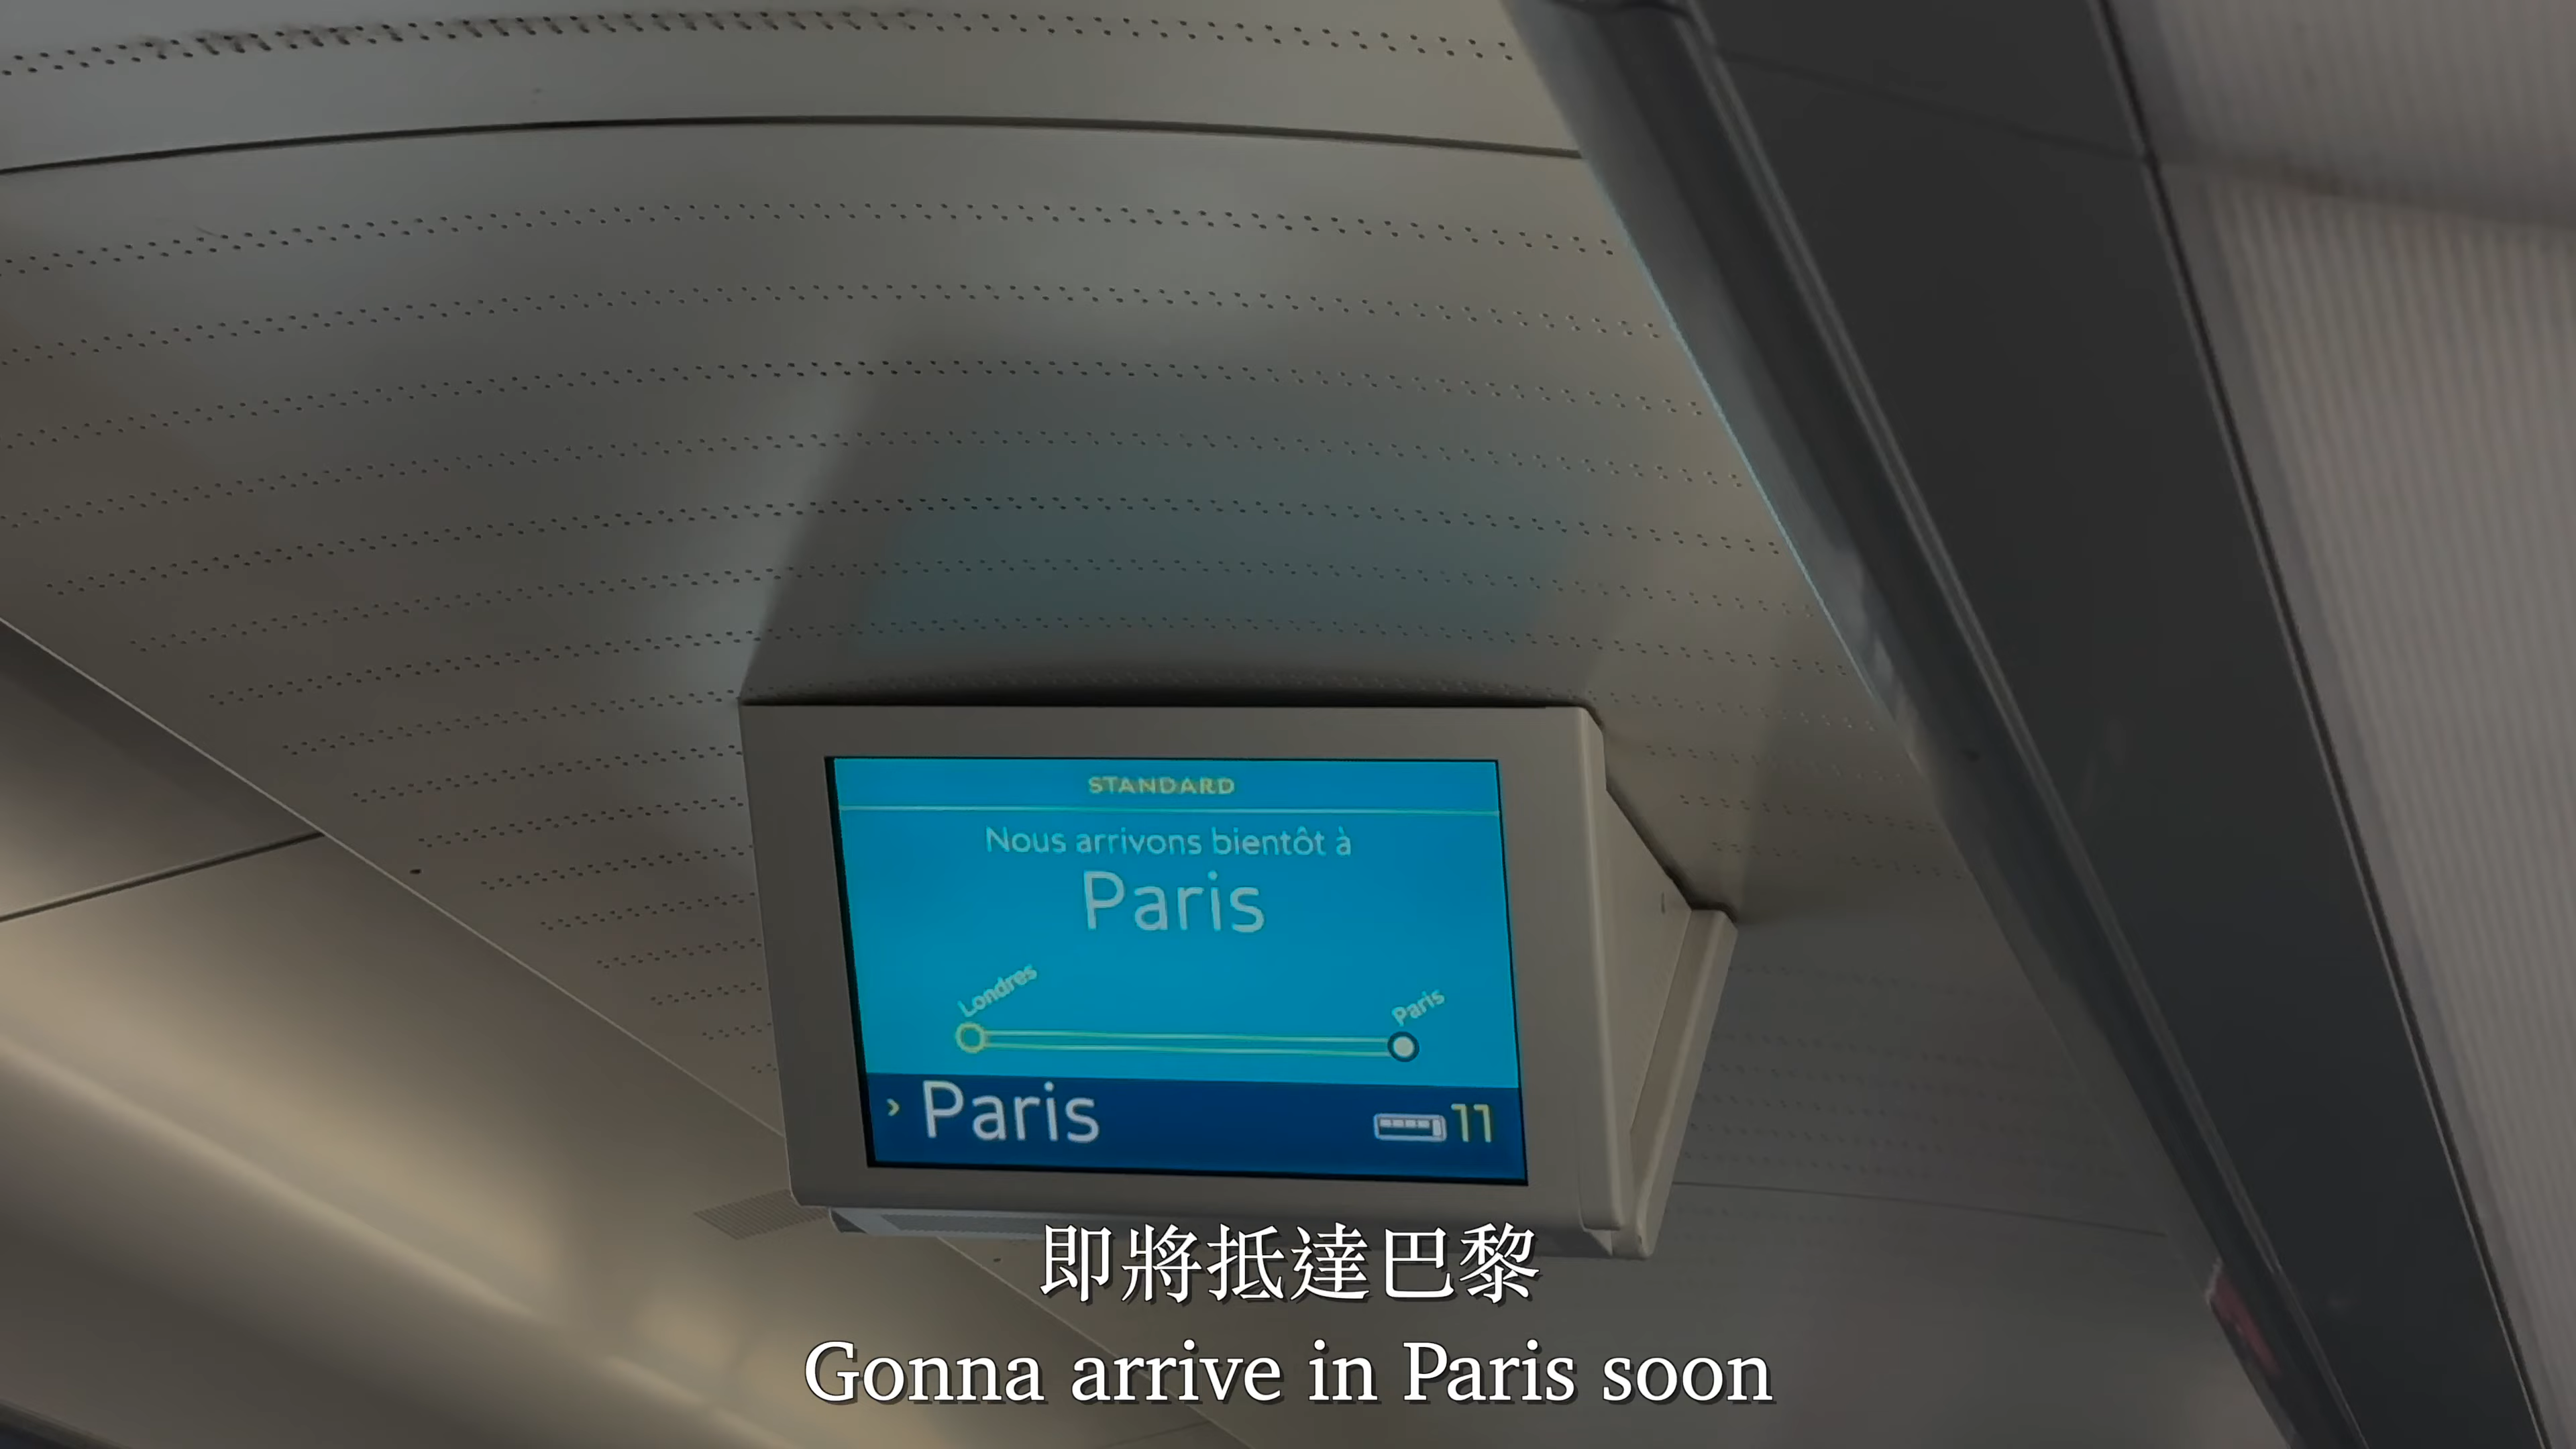 STANDARD
Nous arrivons bientôt à
Paris
Londres
Paris
› Paris 11
即將抵達巴黎
Gonna arrive in Paris soon